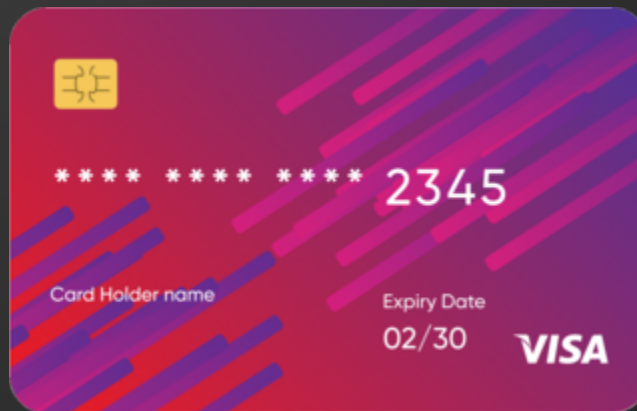 **** **** **** 2345
Card Holder name
Expiry Date
02/30
VISA